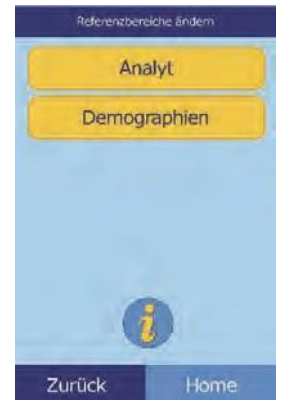 Referenzbereiche ändern
Analyt
Demographien
i
Zurück Home